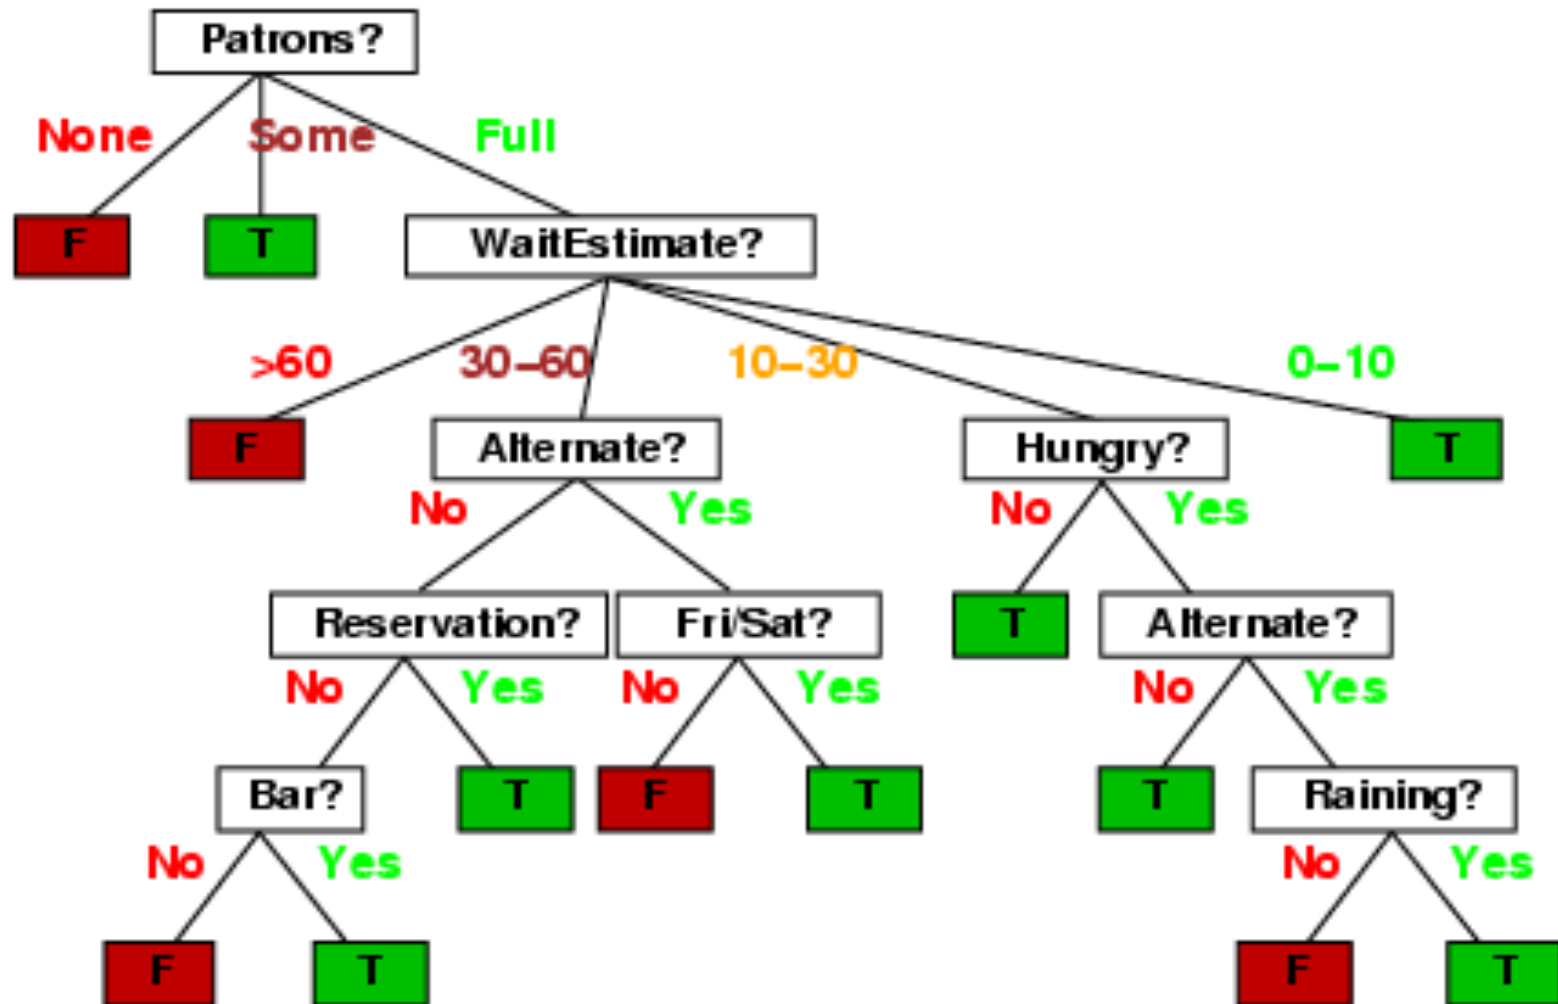 Patrons?
None Some Full
F T WaitEstimate?
>60 30–60 10–30 0–10
F Alternate? Hungry? T
No Yes No Yes
Reservation? Fri/Sat? T Alternate?
No Yes No Yes No Yes
Bar? T F T T Raining?
No Yes No Yes
F T F T